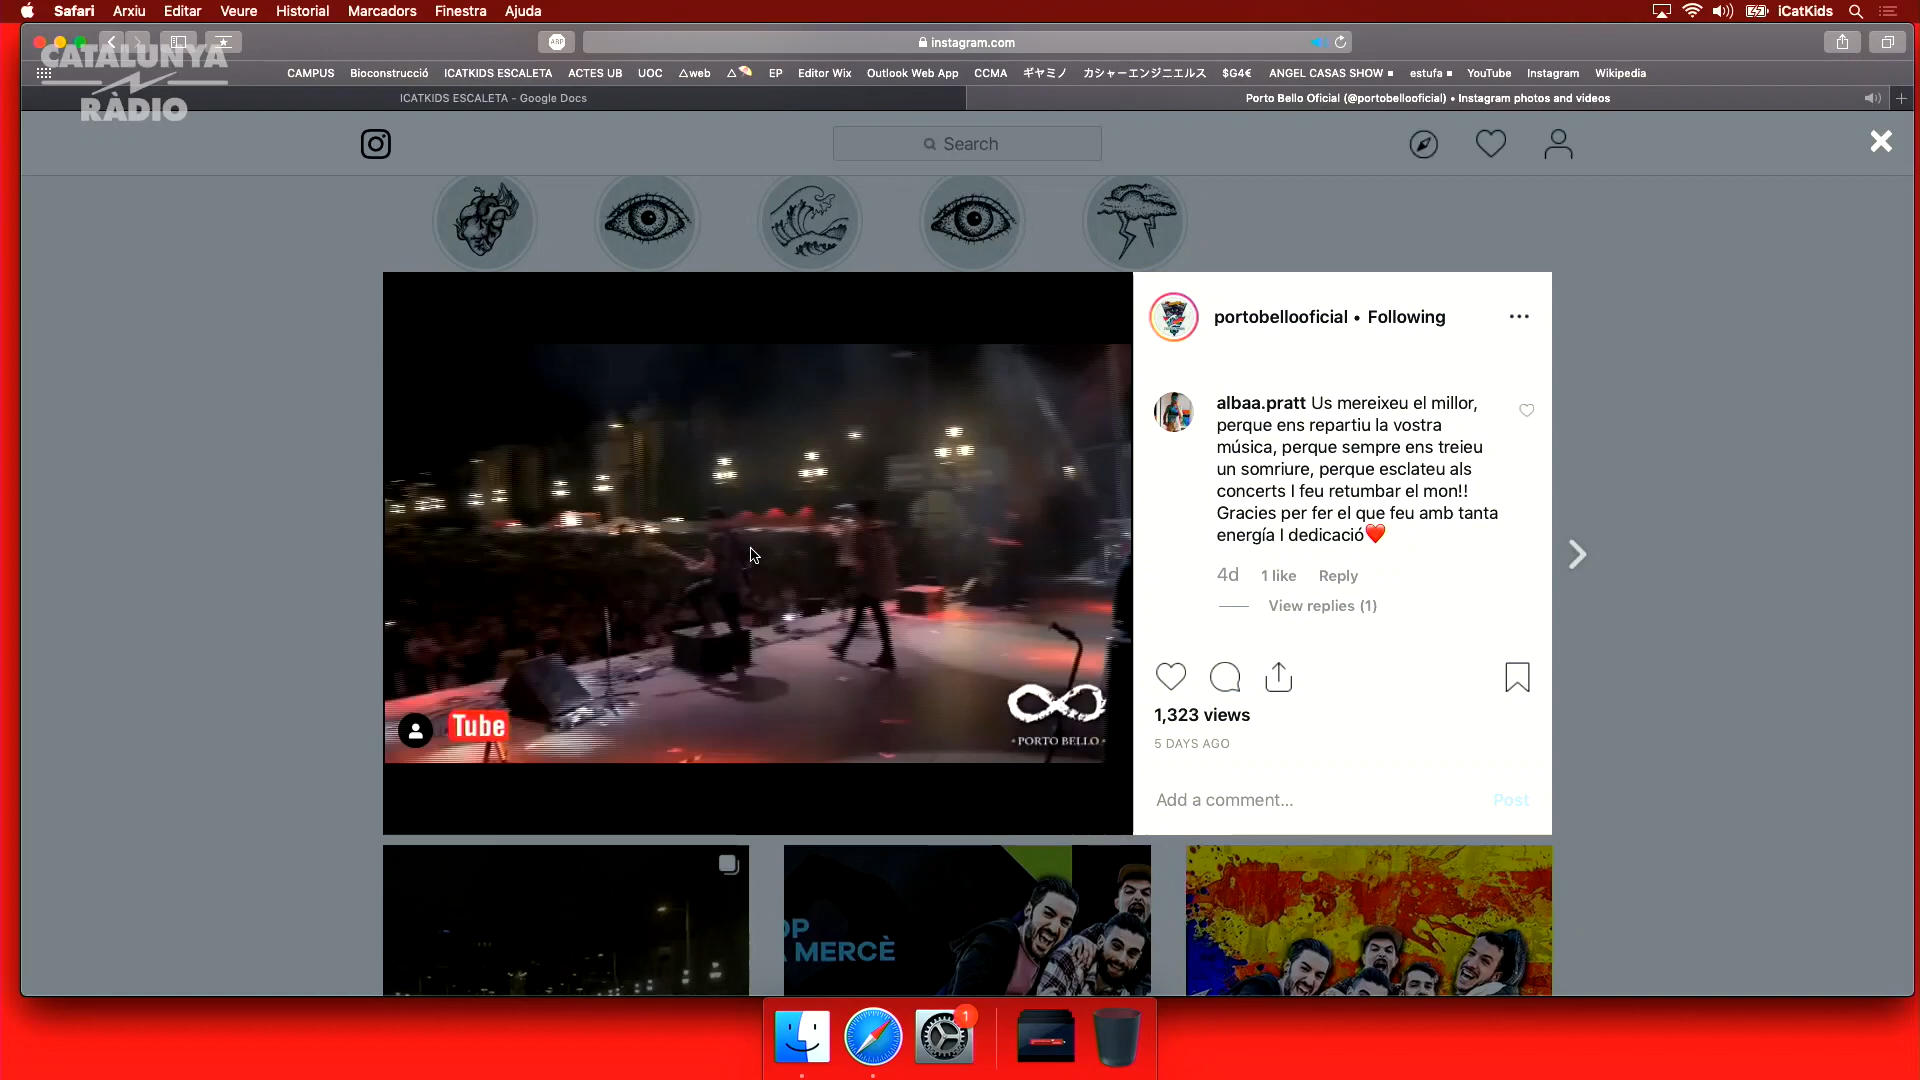 Safari Arxiu Editar Veure Historial Marcadors Finestra Ajuda iCatKids
ABP instagram.com
CATALUNYA
RÀDIO
CAMPUS Bioconstrucció ICATKIDS ESCALETA ACTES UB UOC △web △ EP Editor Wix Outlook Web App CCMA ギヤミノ カシャーエンジニエルス $G4€ ANGEL CASAS SHOW estufa YouTube Instagram Wikipedia
ICATKIDS ESCALETA - Google Docs
Porto Bello Oficial (@portobellooficial) • Instagram photos and videos
Search
portobellooficial • Following
albaa.pratt Us mereixeu el millor,
perque ens repartiu la vostra
música, perque sempre ens treieu
un somriure, perque esclateu als
concerts I feu retumbar el mon!!
Gracies per fer el que feu amb tanta
energía I dedicació❤️
4d 1 like Reply
View replies (1)
1,323 views
5 DAYS AGO
Add a comment...
Post
Tube
• PORTO BELLO •
OP
MERCÈ
1